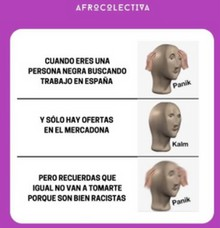 AFROCOLECTIVA
CUANDO ERES UNA
PERSONA NEGRA BUSCANDO
TRABAJO EN ESPAÑA
Panik
Y SÓLO HAY OFERTAS
EN EL MERCADONA
Kalm
PERO RECUERDAS QUE
IGUAL NO VAN A TOMARTE
PORQUE SON BIEN RACISTAS
Panik